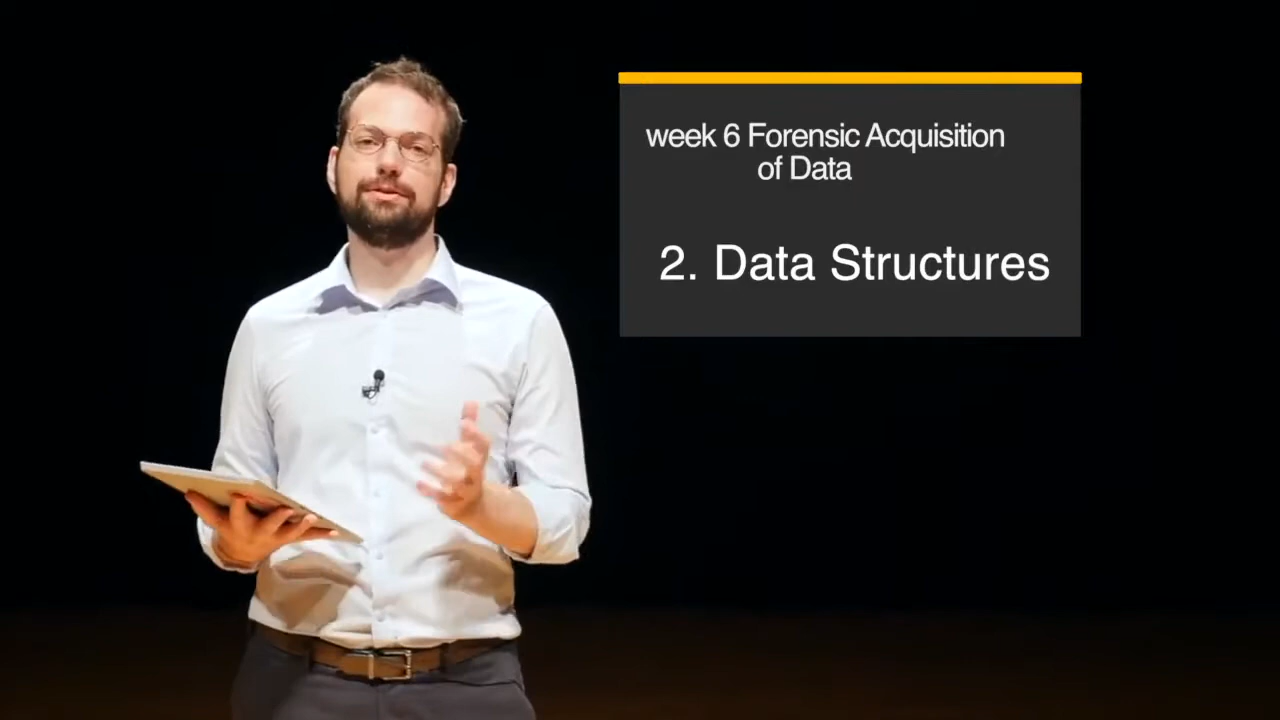 week 6 Forensic Acquisition
of Data
2. Data Structures